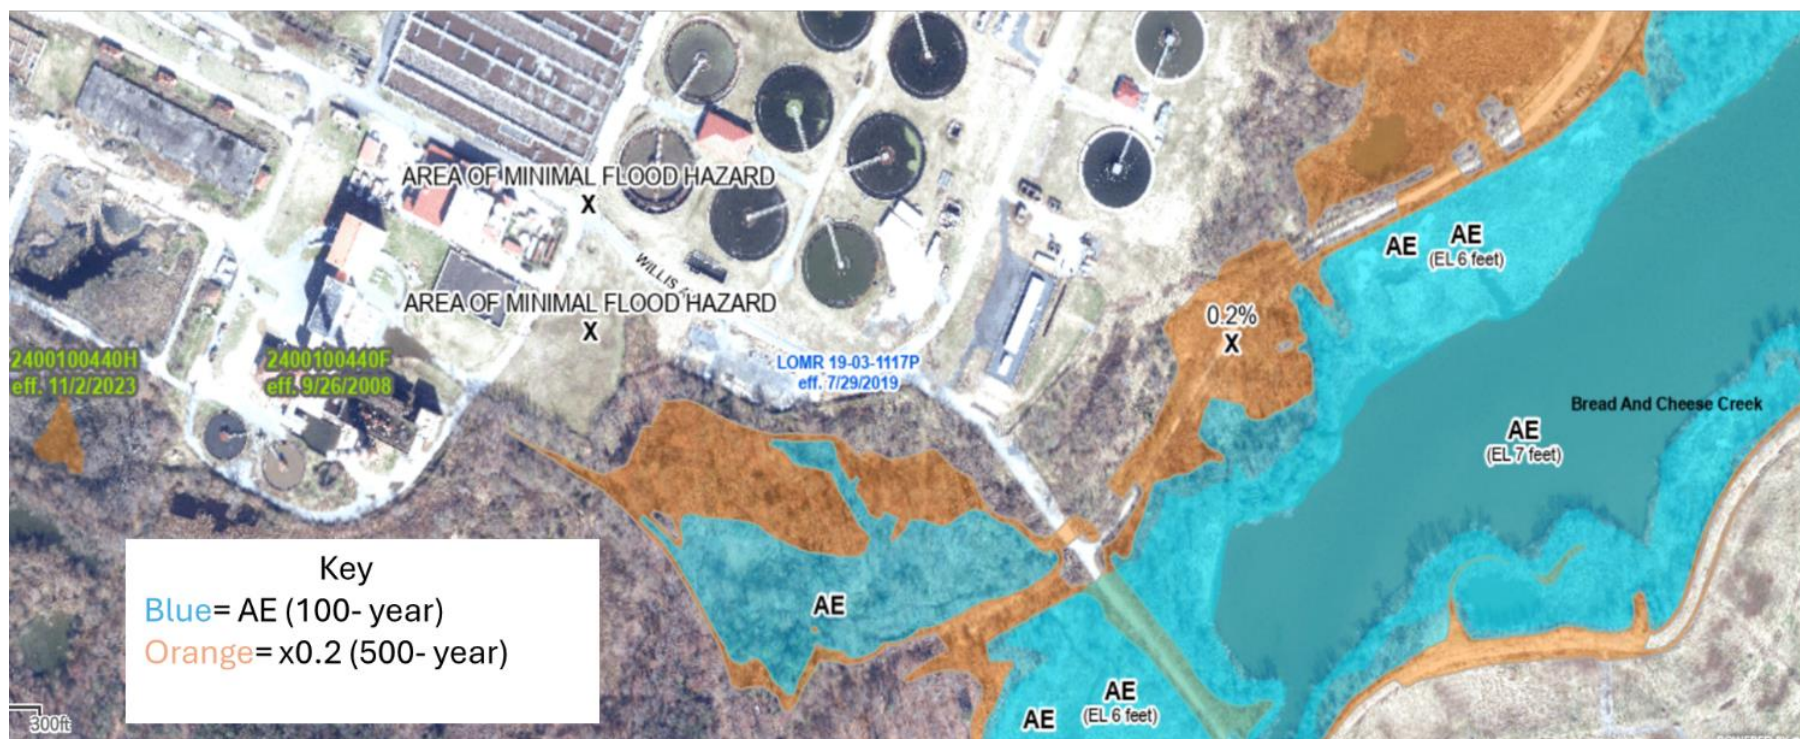 AREA OF MINIMAL FLOOD HAZARD
X
WILLIS
AREA OF MINIMAL FLOOD HAZARD
X
AE
AE
(EL 6 feet)
0.2%
X
2400100440H
eff. 11/2/2023
2400100440F
eff. 9/26/2008
LOMR 19-03-1117P
eff. 7/29/2019
Bread And Cheese Creek
AE
(EL 7 feet)
Key
Blue= AE (100- year)
Orange= x0.2 (500- year)
AE
AE
(EL 6 feet)
AE
300ft